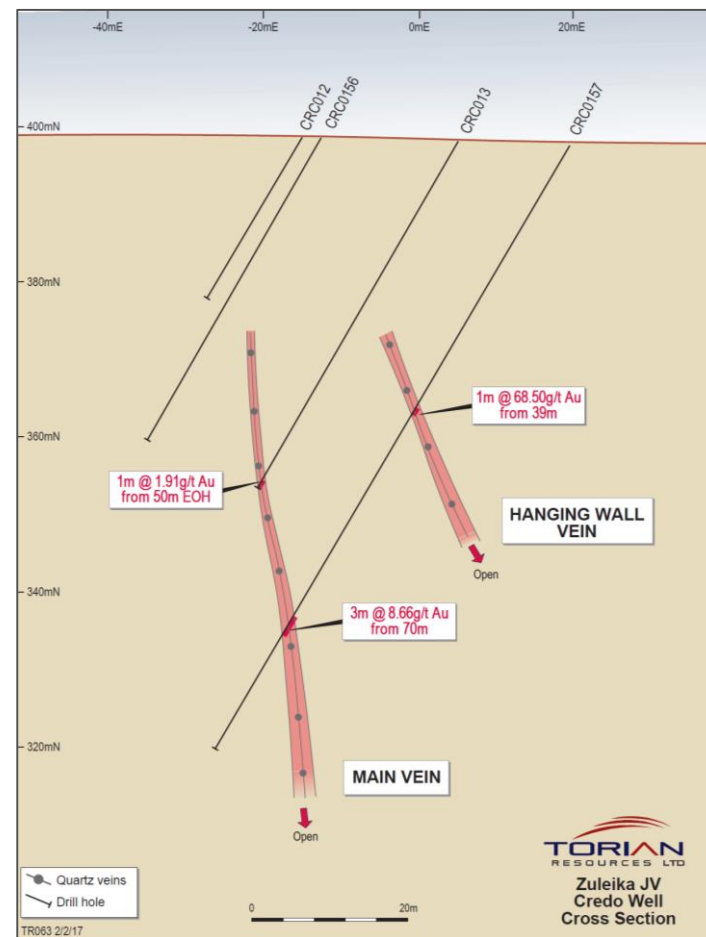 -40mE
-20mE
0mE
20mE
CRC012
CRC0156
CRC013
CRC0157
400mN
380mN
360mN
340mN
320mN
1m @ 68.50g/t Au
from 39m
1m @ 1.91g/t Au
from 50m EOH
HANGING WALL
VEIN
Open
3m @ 8.66g/t Au
from 70m
MAIN VEIN
Open
TORIAN
RESOURCES LTD
Zuleika JV
Credo Well
Cross Section
Quartz veins
Drill hole
0
20m
TR063 2/2/17